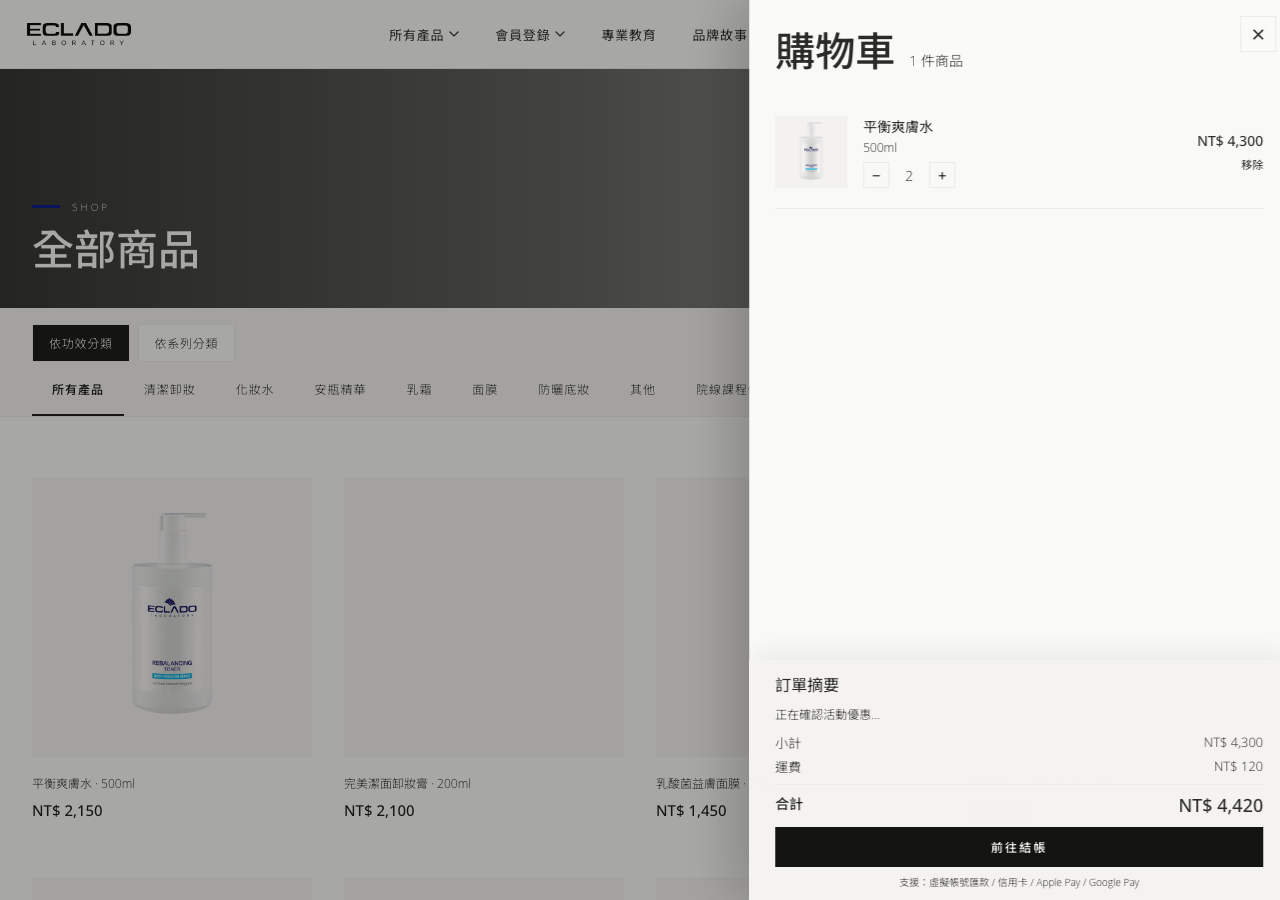 ECLADO
LABORATORY
所有產品
會員登錄
專業教育
品牌故事
SHOP
全部商品
依功效分類
依系列分類
所有產品
清潔卸妝
化妝水
安瓶精華
乳霜
面膜
防曬底妝
其他
院線課程
ECLADO
LABORATORY
REBALANCING
TONER
平衡爽膚水 · 500ml
NT$ 2,150
完美潔面卸妝膏 · 200ml
NT$ 2,100
乳酸菌益膚面膜 ·
NT$ 1,450
購物車
1 件商品
平衡爽膚水
500ml
− 2 +
NT$ 4,300
移除
訂單摘要
正在確認活動優惠...
小計 NT$ 4,300
運費 NT$ 120
合計 NT$ 4,420
前往結帳
支援：虛擬帳號匯款 / 信用卡 / Apple Pay / Google Pay